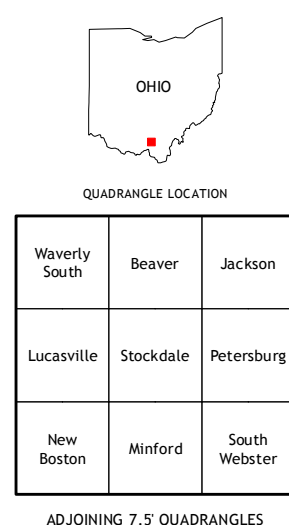 OHIO
QUADRANGLE LOCATION
Waverly South
Beaver
Jackson
Lucasville
Stockdale
Petersburg
New Boston
Minford
South Webster
ADJOINING 7.5' QUADRANGLES